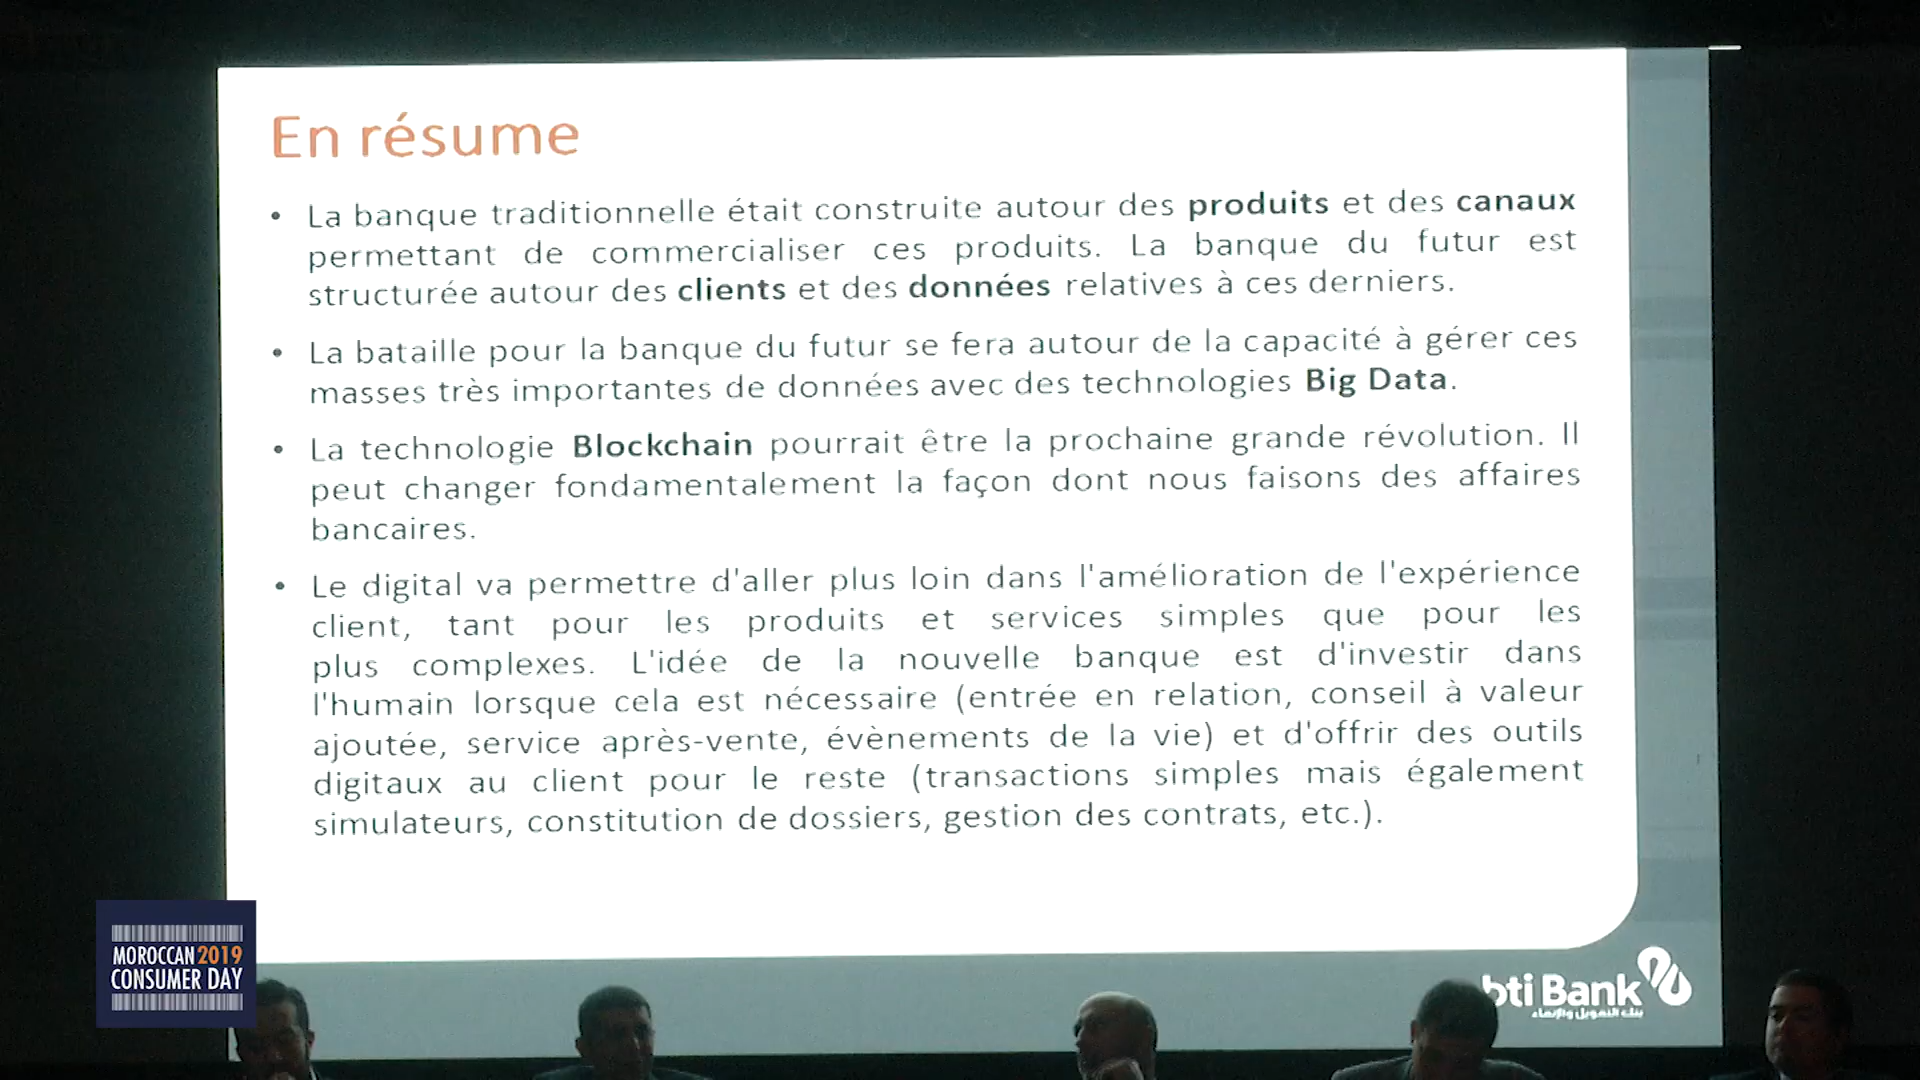 En résume
• La banque traditionnelle était construite autour des produits et des canaux
permettant de commercialiser ces produits. La banque du futur est
structurée autour des clients et des données relatives à ces derniers.
• La bataille pour la banque du futur se fera autour de la capacité à gérer ces
masses très importantes de données avec des technologies Big Data.
• La technologie Blockchain pourrait être la prochaine grande révolution. Il
peut changer fondamentalement la façon dont nous faisons des affaires
bancaires.
• Le digital va permettre d'aller plus loin dans l'amélioration de l'expérience
client, tant pour les produits et services simples que pour les
plus complexes. L'idée de la nouvelle banque est d'investir dans
l'humain lorsque cela est nécessaire (entrée en relation, conseil à valeur
ajoutée, service après-vente, évènements de la vie) et d'offrir des outils
digitaux au client pour le reste (transactions simples mais également
simulateurs, constitution de dossiers, gestion des contrats, etc.).
MOROCCAN 2019
CONSUMER DAY
bti Bank
بنك التمويل والإنماء